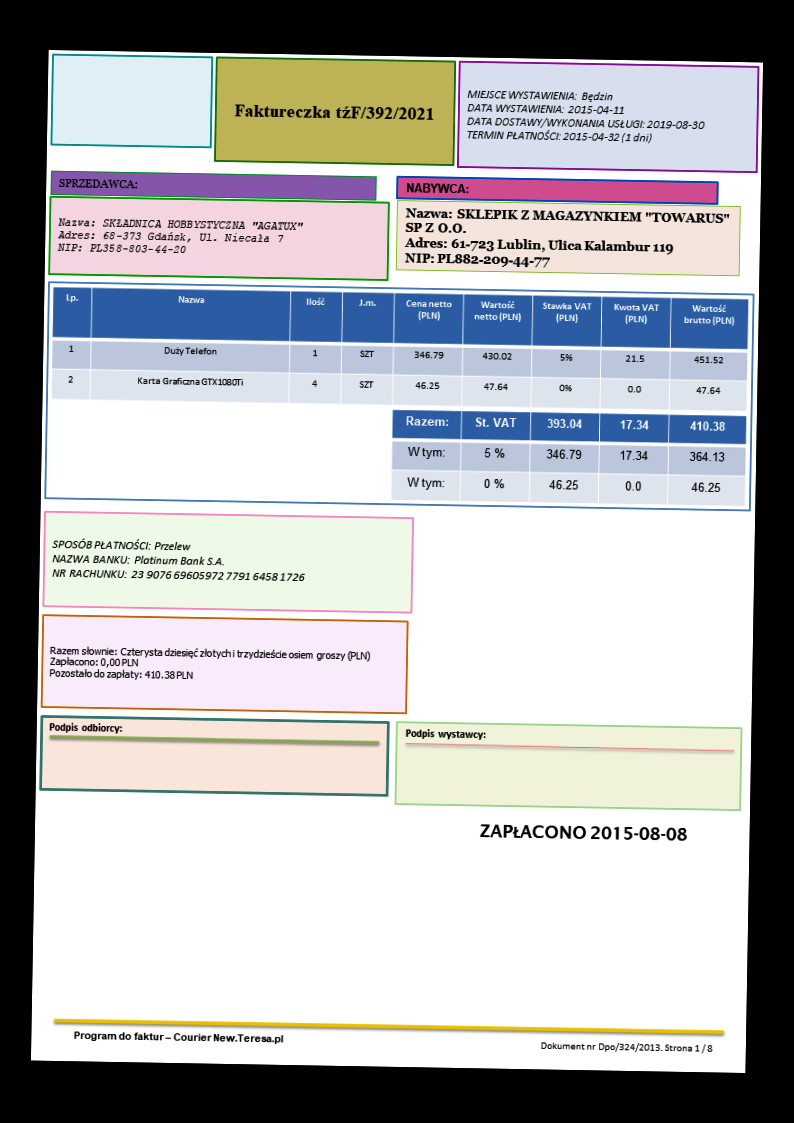 Faktureczka tźF/392/2021
MIEJSCE WYSTAWIENIA: Będzin
DATA WYSTAWIENIA: 2015-04-11
DATA DOSTAWY/WYKONANIA USŁUGI: 2019-08-30
TERMIN PŁATNOŚCI: 2015-04-32 (1 dni)
SPRZEDAWCA:
Nazwa: SKŁADNICA HOBBYSTYCZNA "AGATUX"
Adres: 68-373 Gdańsk, Ul. Niecała 7
NIP: PL358-803-44-20
NABYWCA:
Nazwa: SKLEPIK Z MAGAZYNKIEM "TOWARUS"
SP Z O.O.
Adres: 61-723 Lublin, Ulica Kalambur 119
NIP: PL882-209-44-77
Lp. Nazwa Ilość J.m. Cena netto (PLN) Wartość netto (PLN) Stawka VAT (PLN) Kwota VAT (PLN) Wartość brutto (PLN)
1 Duży Telefon 1 SZT 346.79 430.02 5% 21.5 451.52
2 Karta Graficzna GTX1080Ti 4 SZT 46.25 47.64 0% 0.0 47.64
Razem: St. VAT 393.04 17.34 410.38
W tym: 5 % 346.79 17.34 364.13
W tym: 0 % 46.25 0.0 46.25
SPOSÓB PŁATNOŚCI: Przelew
NAZWA BANKU: Platinum Bank S.A.
NR RACHUNKU: 23 9076 69605972 7791 6458 1726
Razem słownie: Czterysta dziesięć złotych i trzydzieście osiem groszy (PLN)
Zapłacono: 0,00 PLN
Pozostało do zapłaty: 410.38 PLN
Podpis odbiorcy:
Podpis wystawcy:
ZAPŁACONO 2015-08-08
Program do faktur – Courier New.Teresa.pl
Dokument nr Dpo/324/2013. Strona 1 / 8